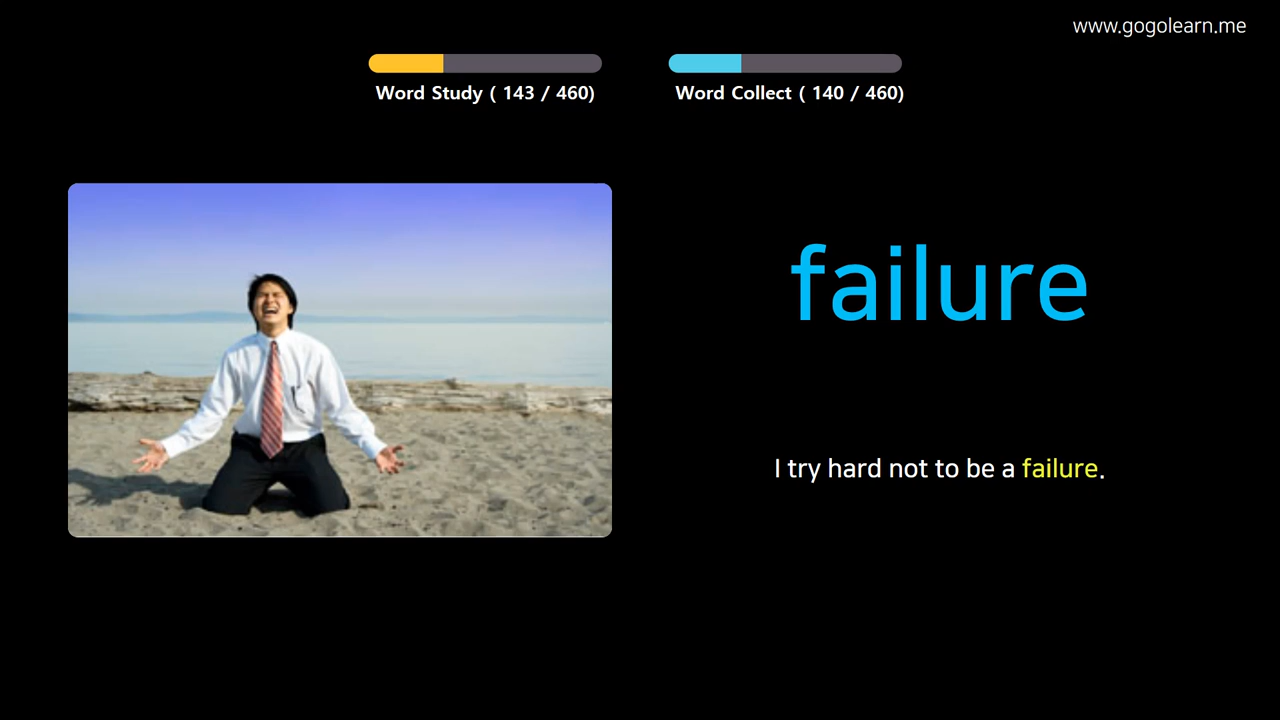 www.gogolearn.me
Word Study ( 143 / 460)
Word Collect ( 140 / 460)
failure
I try hard not to be a failure.